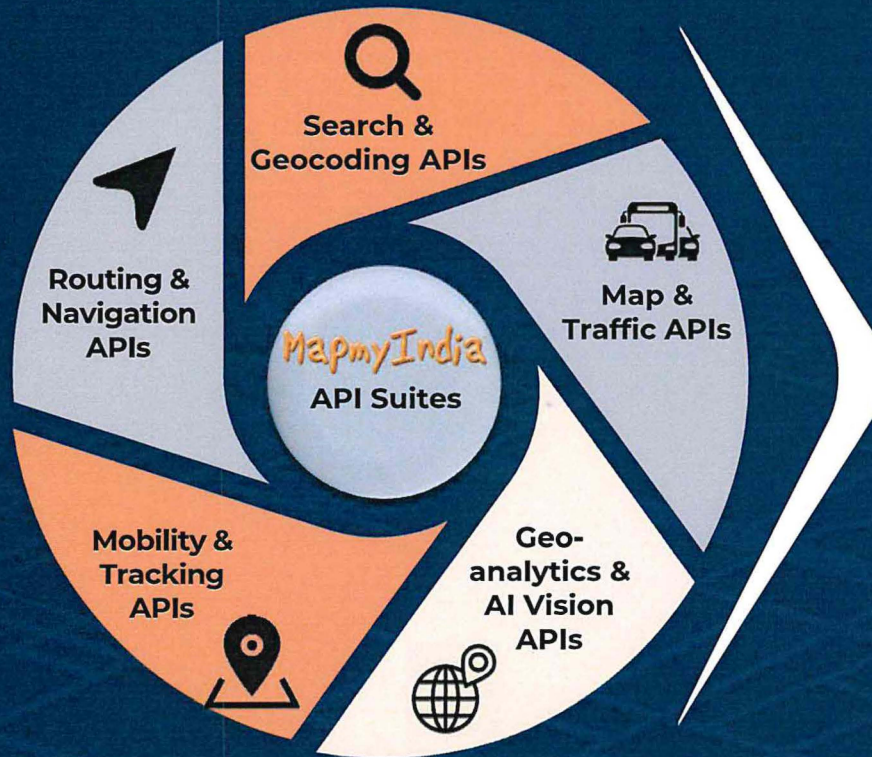 Search &
Geocoding APIs
Routing &
Navigation
APIs
Map &
Traffic APIs
MapmyIndia
API Suites
Mobility &
Tracking
APIs
Geo-
analytics &
AI Vision
APIs